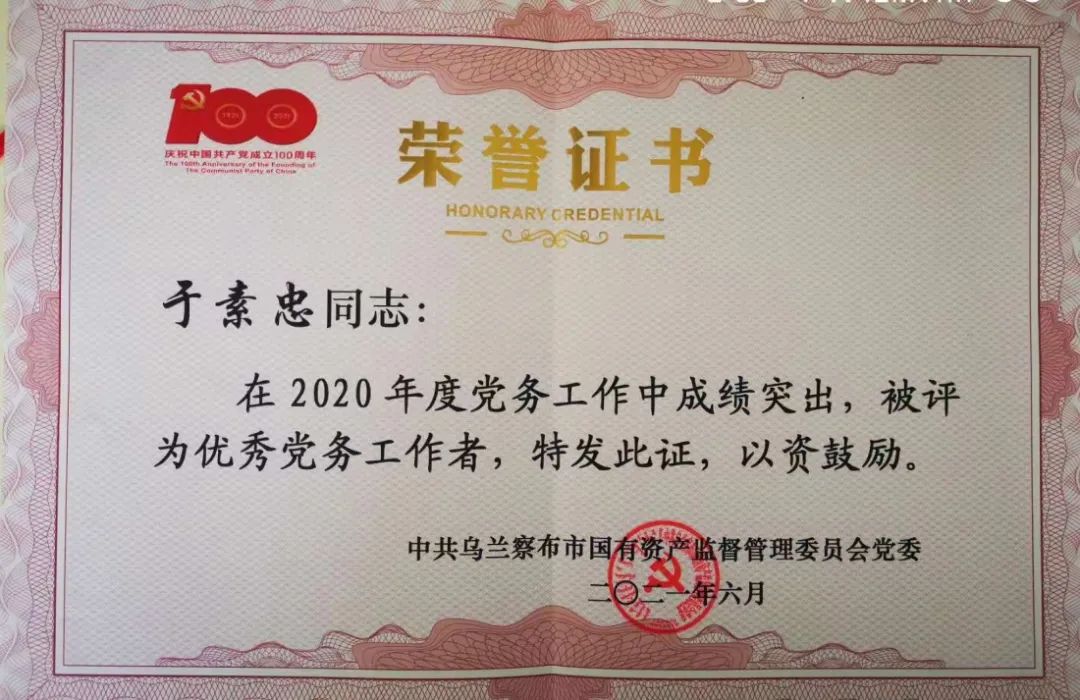 100
1921 2021
庆祝中国共产党成立100周年
The 100th Anniversary of the Founding of
The Communist Party of China
荣誉证书
HONORARY CREDENTIAL
于素忠同志：
在2020年度党务工作中成绩突出，被评
为优秀党务工作者，特发此证，以资鼓励。
中共乌兰察布市国有资产监督管理委员会党委
二〇二一年六月